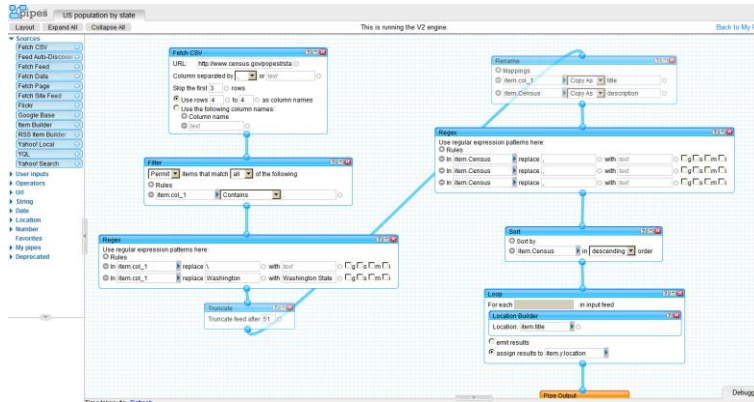 pipes
US population by state
Layout Expand All Collapse All
This is running the V2 engine
Back to My
Sources
Fetch CSV
Feed Auto-Discover
Fetch Feed
Fetch Data
Fetch Page
Fetch Site Feed
Flickr
Google Base
Item Builder
RSS Item Builder
Yahoo! Local
YQL
Yahoo! Search
User inputs
Operators
Url
String
Date
Location
Number
Favorites
My pipes
Deprecated
Fetch CSV
URL: http://www.census.gov/popest/sta
Column separated by , or text
Skip the first 3 rows
Use rows 4 to 4 as column names
Use the following column names:
Column name
text
Filter
Permit items that match all of the following
Rules
item.col_1 Contains .
Regex
Use regular expression patterns here:
Rules
In item.col_1 replace \. with text g s m i
In item.col_1 replace Washington with Washington State g s m i
Truncate
Truncate feed after 51
Rename
Mappings
item.col_1 Copy As title
item.Census Copy As description
Regex
Use regular expression patterns here:
Rules
In item.Census replace , with text g s m i
In item.Census replace , with text g s m i
In item.Census replace , with text g s m i
Sort
Sort by
item.Census in descending order
Loop
For each in input feed
Location Builder
Location: item.title
emit results
assign results to item.y:location
Pipe Output
Debugg